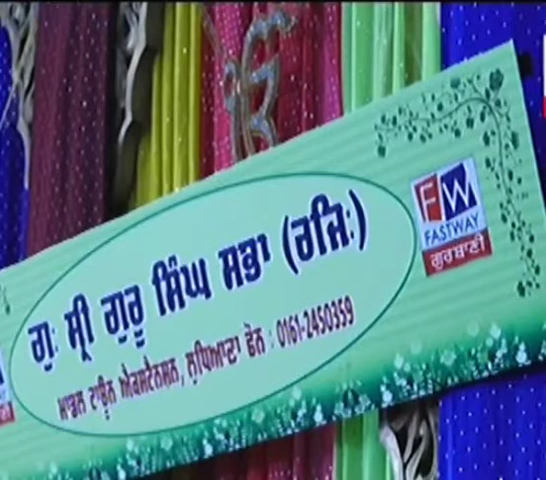 ੴ
ਗੁ: ਸ੍ਰੀ ਗੁਰੂ ਸਿੰਘ ਸਭਾ (ਰਜਿ:)
ਮਾਡਲ ਟਾਊਨ ਐਕਸਟੈਨਸ਼ਨ, ਲੁਧਿਆਣਾ ਫੋਨ : 0161-2450359
FW
FASTWAY
ਗੁਰਬਾਣੀ